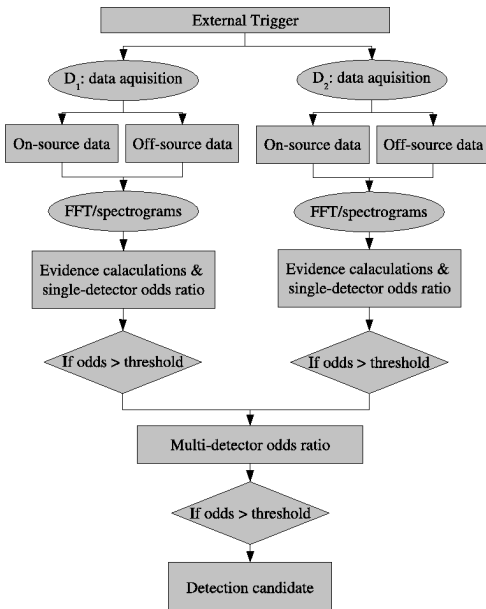 External Trigger
D1: data aquisition
D2: data aquisition
On-source data
Off-source data
On-source data
Off-source data
FFT/spectrograms
FFT/spectrograms
Evidence calaculations &
single-detector odds ratio
Evidence calaculations &
single-detector odds ratio
If odds > threshold
If odds > threshold
Multi-detector odds ratio
If odds > threshold
Detection candidate